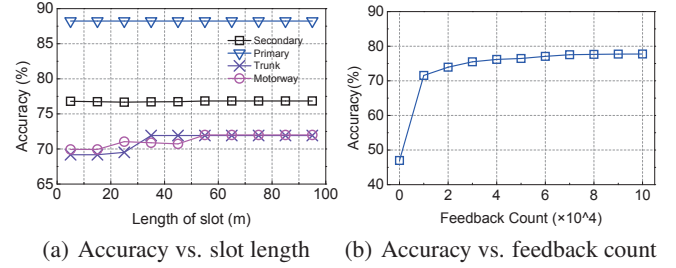 90
85
80
75
70
65
Accuracy (%)
Secondary
Primary
Trunk
Motorway
0 20 40 60 80 100
Length of slot (m)
(a) Accuracy vs. slot length
90
80
70
60
50
40
Accuracy(%)
0 2 4 6 8 10
Feedback Count (×10^4)
(b) Accuracy vs. feedback count